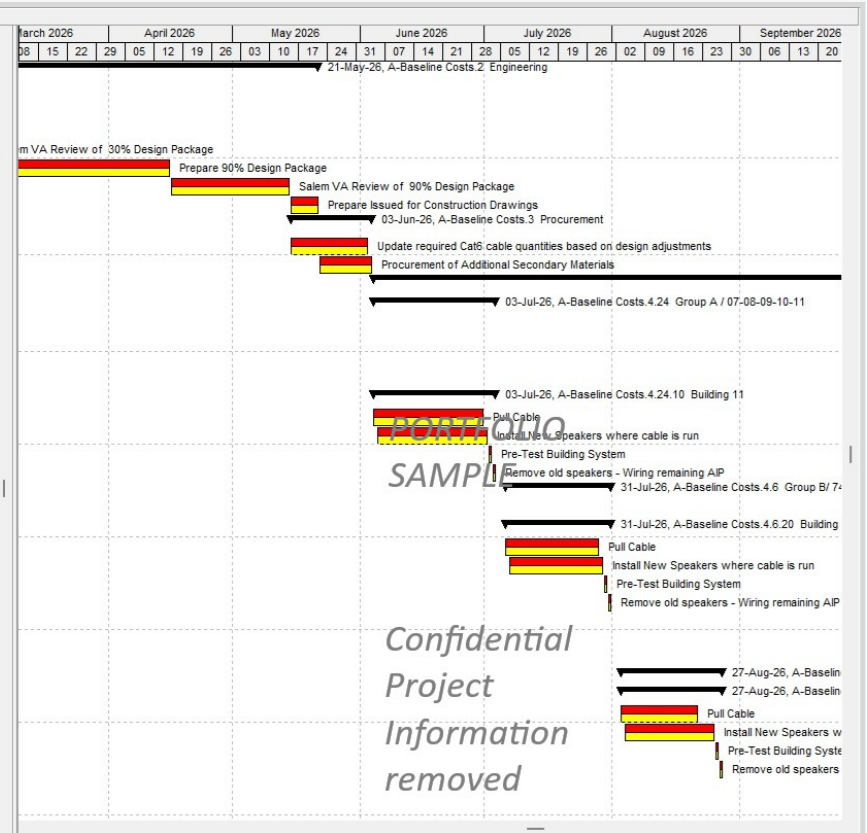 March 2026 April 2026 May 2026 June 2026 July 2026 August 2026 September 2026
08 15 22 29 05 12 19 26 03 10 17 24 31 07 14 21 28 05 12 19 26 02 09 16 23 30 06 13 20
21-May-26, A-Baseline Costs.2 Engineering
em VA Review of 30% Design Package
Prepare 90% Design Package
Salem VA Review of 90% Design Package
Prepare Issued for Construction Drawings
03-Jun-26, A-Baseline Costs.3 Procurement
Update required Cat6 cable quantities based on design adjustments
Procurement of Additional Secondary Materials
03-Jul-26, A-Baseline Costs.4.24 Group A / 07-08-09-10-11
03-Jul-26, A-Baseline Costs.4.24.10 Building 11
Pull Cable
PORTFOLIO
Install New Speakers where cable is run
Pre-Test Building System
SAMPLE
Remove old speakers - Wiring remaining AIP
31-Jul-26, A-Baseline Costs.4.6 Group B/ 74
31-Jul-26, A-Baseline Costs.4.6.20 Building
Pull Cable
Install New Speakers where cable is run
Pre-Test Building System
Remove old speakers - Wiring remaining AIP
Confidential
27-Aug-26, A-Baselin
Project
27-Aug-26, A-Baselin
Pull Cable
Information
Install New Speakers w
Pre-Test Building Syste
Remove old speakers
removed